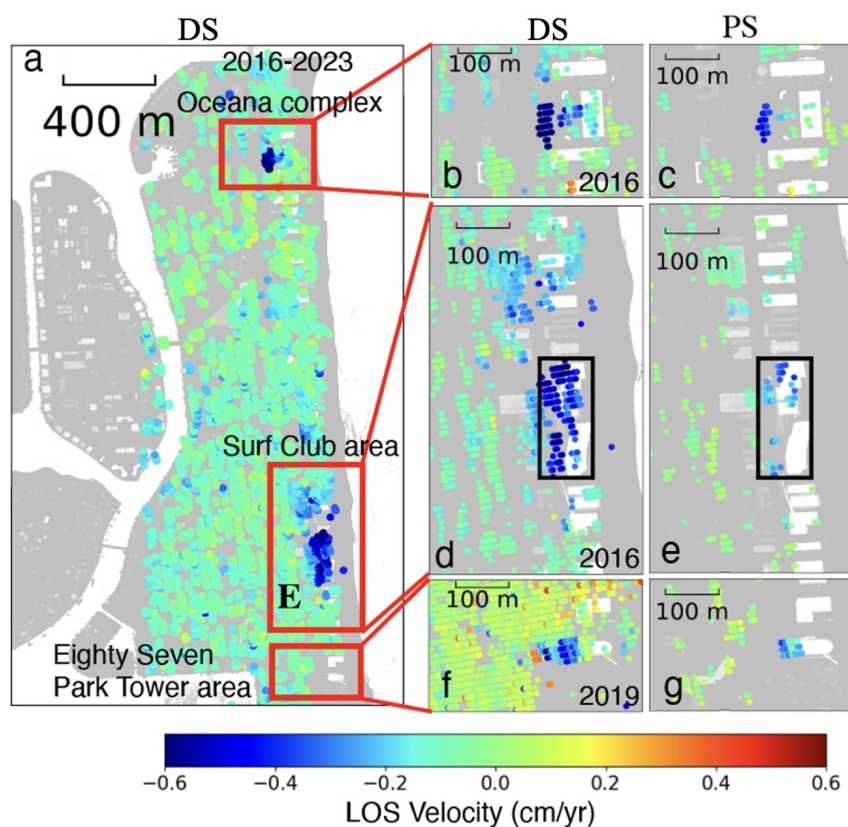 DS
DS
PS
a
2016-2023
400 m
Oceana complex
100 m
b
2016
100 m
c
100 m
d
2016
100 m
e
Surf Club area
E
Eighty Seven
Park Tower area
100 m
f
2019
100 m
g
−0.6 −0.4 −0.2 0.0 0.2 0.4 0.6
LOS Velocity (cm/yr)